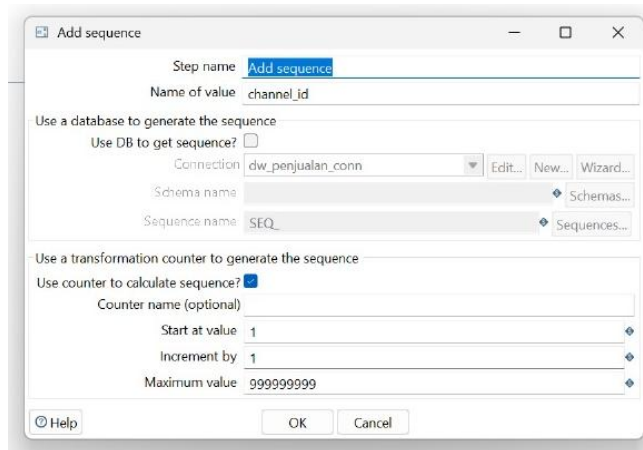 Add sequence
Step name Add sequence
Name of value channel_id
Use a database to generate the sequence
Use DB to get sequence?
Connection dw_penjualan_conn Edit... New... Wizard...
Schema name Schemas...
Sequence name SEQ_ Sequences...
Use a transformation counter to generate the sequence
Use counter to calculate sequence?
Counter name (optional)
Start at value 1
Increment by 1
Maximum value 999999999
Help OK Cancel